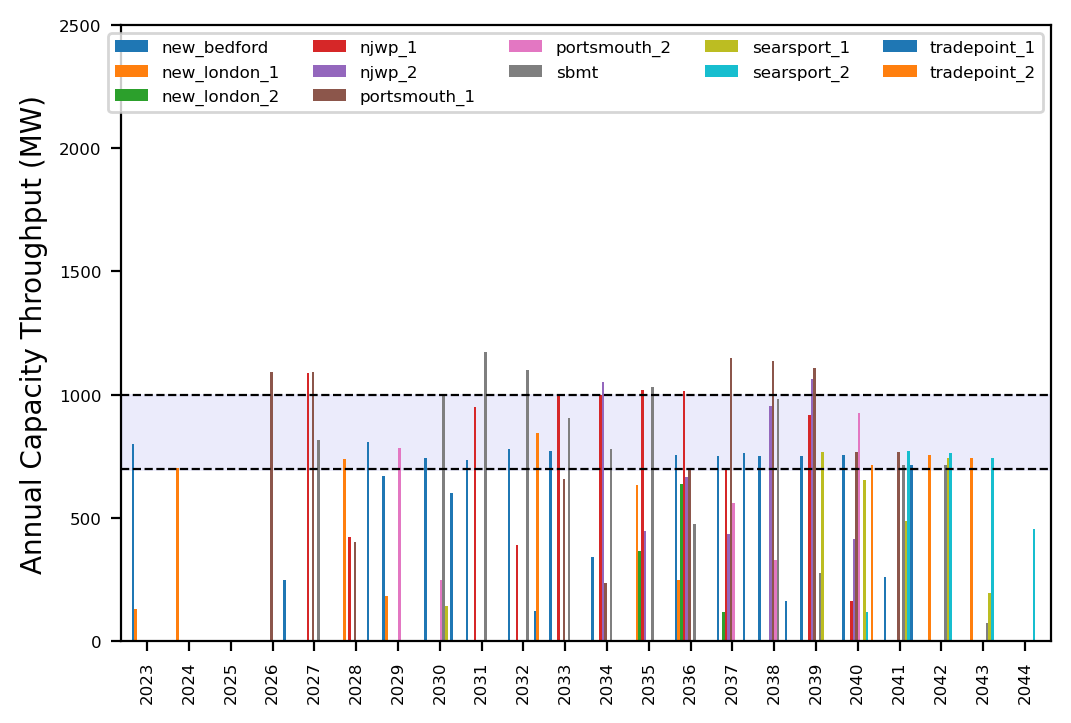 2500
2000
1500
1000
500
0
Annual Capacity Throughput (MW)
new_bedford
new_london_1
new_london_2
njwp_1
njwp_2
portsmouth_1
portsmouth_2
sbmt
searsport_1
searsport_2
tradepoint_1
tradepoint_2
2023
2024
2025
2026
2027
2028
2029
2030
2031
2032
2033
2034
2035
2036
2037
2038
2039
2040
2041
2042
2043
2044